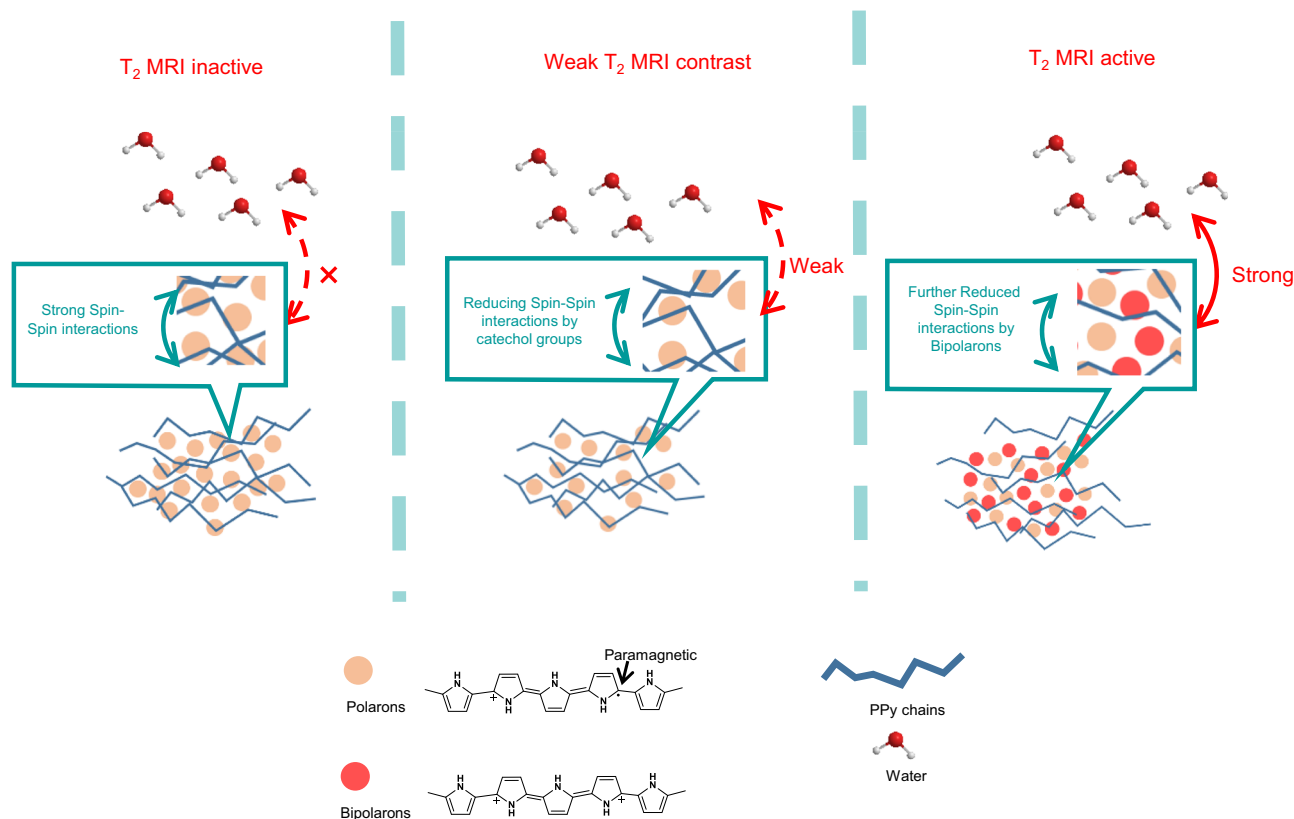 T₂ MRI inactive
Weak T₂ MRI contrast
T₂ MRI active
×
Weak
Strong
Strong Spin-
Spin interactions
Reducing Spin-Spin
interactions by
catechol groups
Further Reduced
Spin-Spin
interactions by
Bipolarons
Polarons
H
N
+
N
H
H
N
N
H
•
H
N
Paramagnetic
PPy chains
Water
Bipolarons
H
N
+
N
H
H
N
N
H
+
H
N